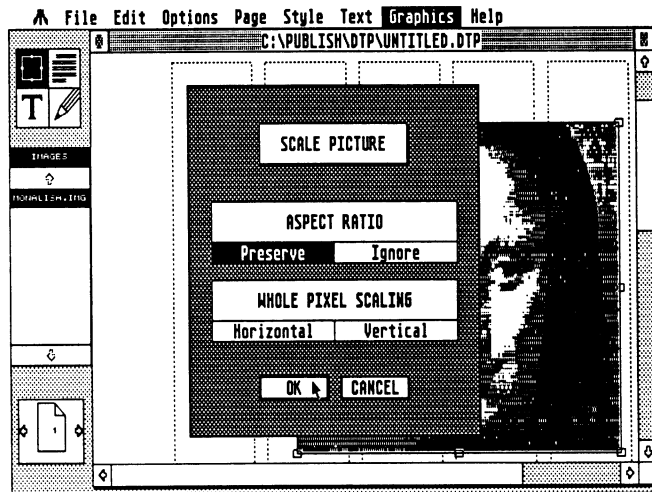 File Edit Options Page Style Text Graphics Help
C:\PUBLISH\DTP\UNTITLED.DTP
T
IMAGES
MONALISA.IMG
1
SCALE PICTURE
ASPECT RATIO
Preserve Ignore
WHOLE PIXEL SCALING
Horizontal Vertical
OK CANCEL